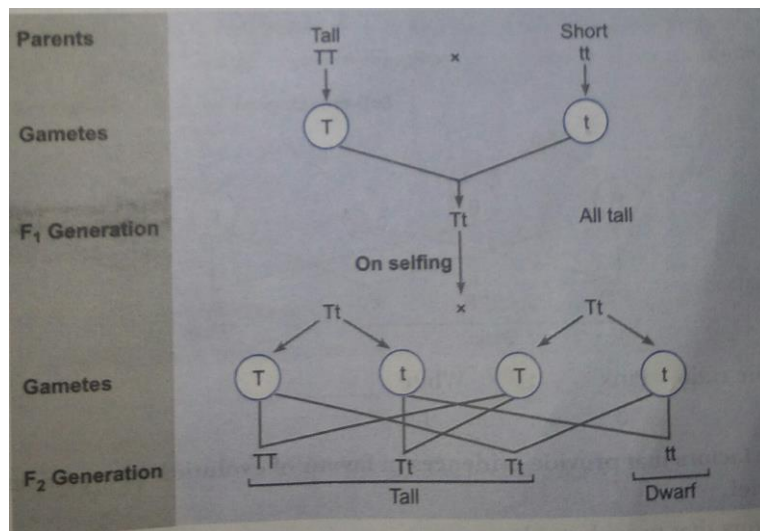 Parents Tall Short
TT × tt
Gametes T t
F₁ Generation Tt All tall
On selfing
Tt × Tt
Gametes T t T t
F₂ Generation TT Tt Tt tt
Tall Dwarf